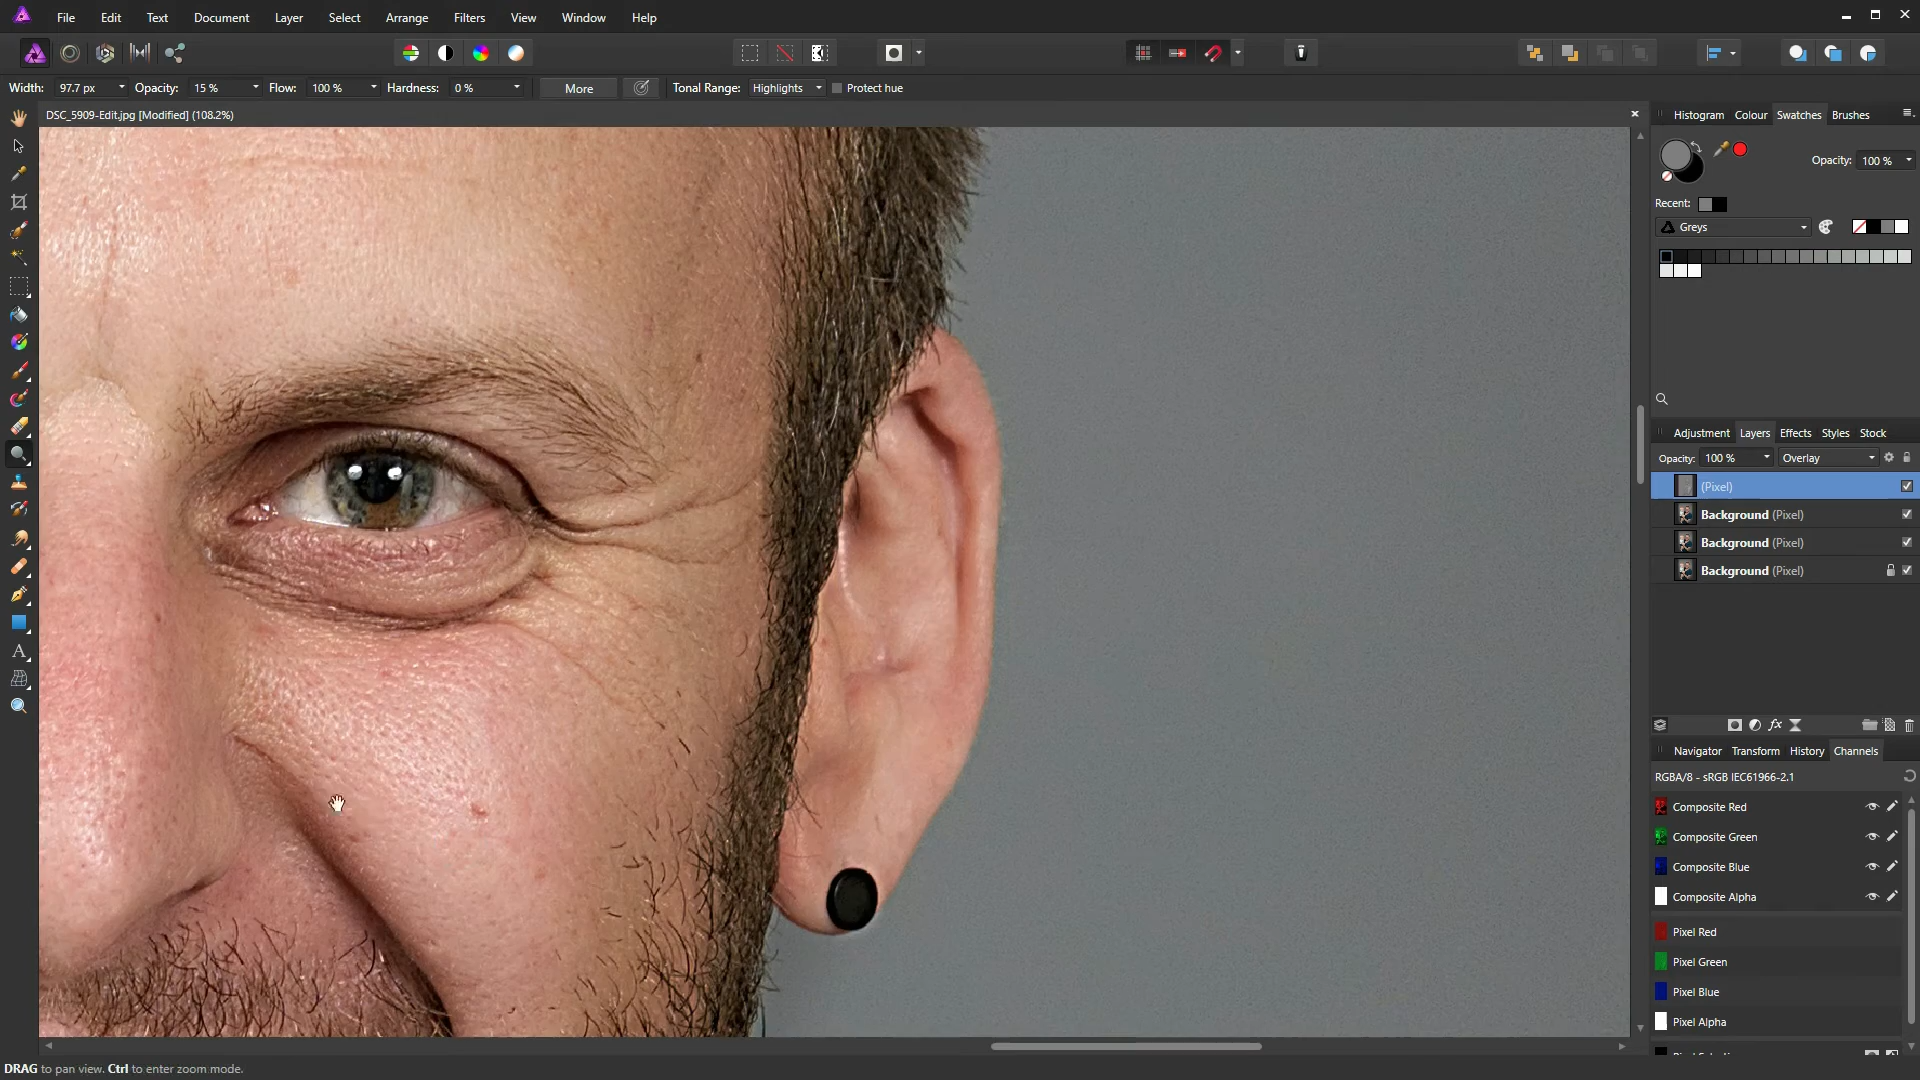 File Edit Text Document Layer Select Arrange Filters View Window Help
Width: 97.7 px Opacity: 15 % Flow: 100 % Hardness: 0 % More Tonal Range: Highlights Protect hue
DSC_5909-Edit.jpg [Modified] (108.2%)
Histogram Colour Swatches Brushes
Opacity: 100 %
Recent:
Greys
Adjustment Layers Effects Styles Stock
Opacity: 100 % Overlay
(Pixel)
Background (Pixel)
Background (Pixel)
Background (Pixel)
Navigator Transform History Channels
RGBA/8 - sRGB IEC61966-2.1
Composite Red
Composite Green
Composite Blue
Composite Alpha
Pixel Red
Pixel Green
Pixel Blue
Pixel Alpha
DRAG to pan view. Ctrl to enter zoom mode.